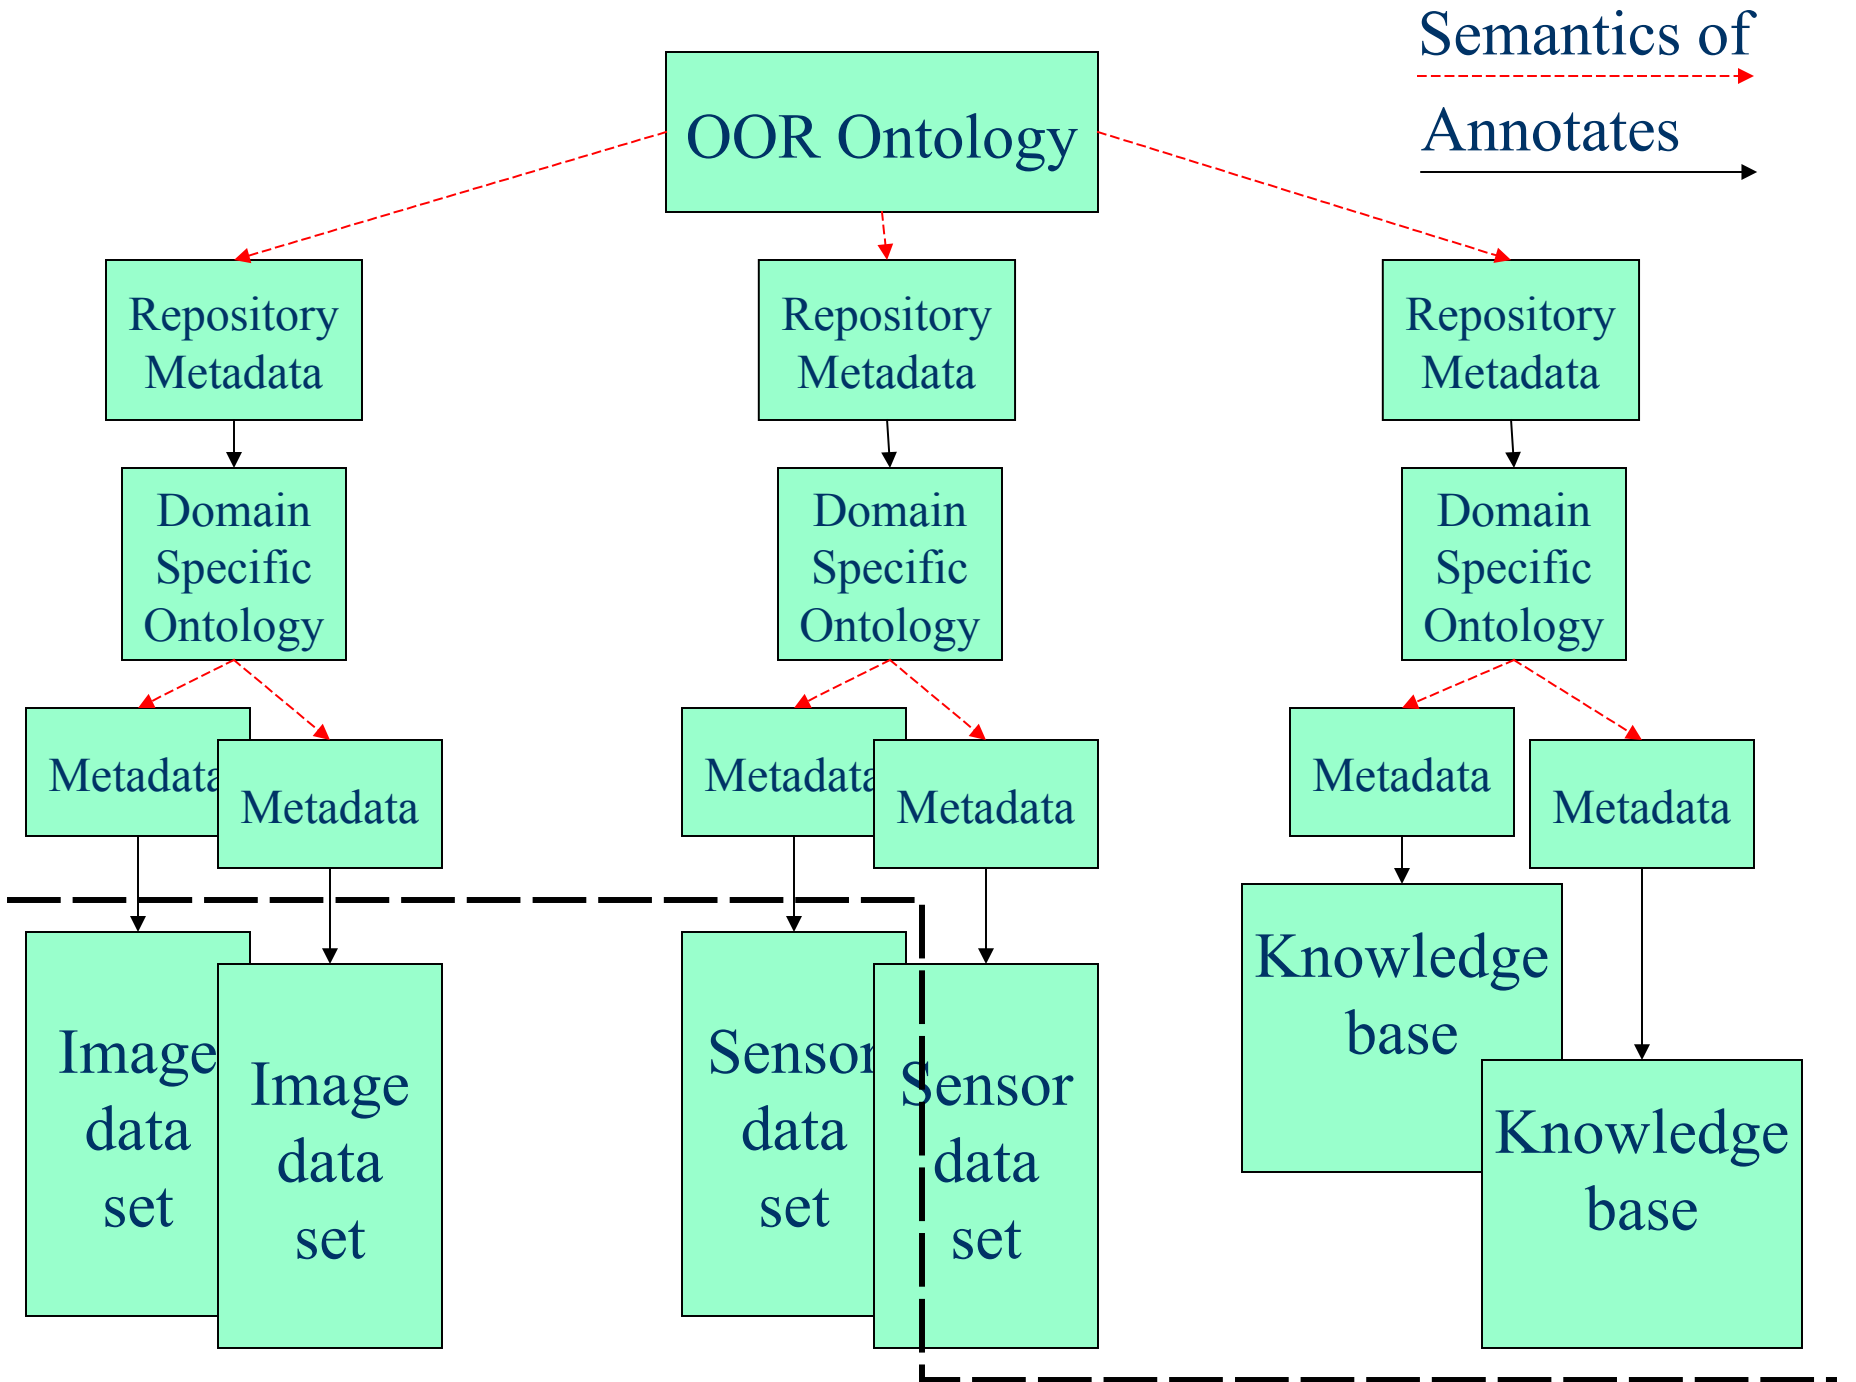 Semantics of
Annotates
OOR Ontology
Repository
Metadata
Repository
Metadata
Repository
Metadata
Domain
Specific
Ontology
Domain
Specific
Ontology
Domain
Specific
Ontology
Metadata
Metadata
Metadata
Metadata
Metadata
Metadata
Image
data
set
Image
data
set
Sensor
data
set
Sensor
data
set
Knowledge
base
Knowledge
base